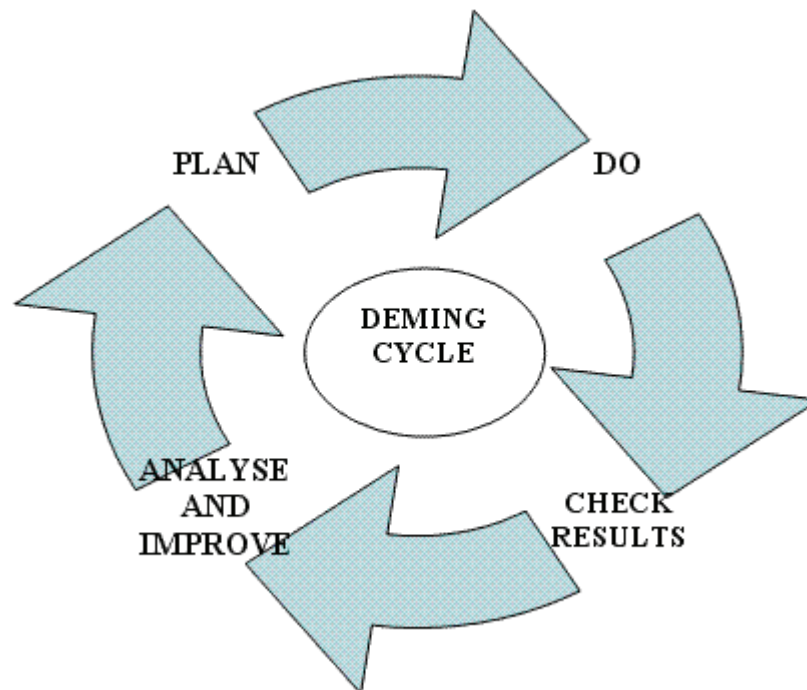 PLAN
DO
DEMING
CYCLE
CHECK
RESULTS
ANALYSE
AND
IMPROVE